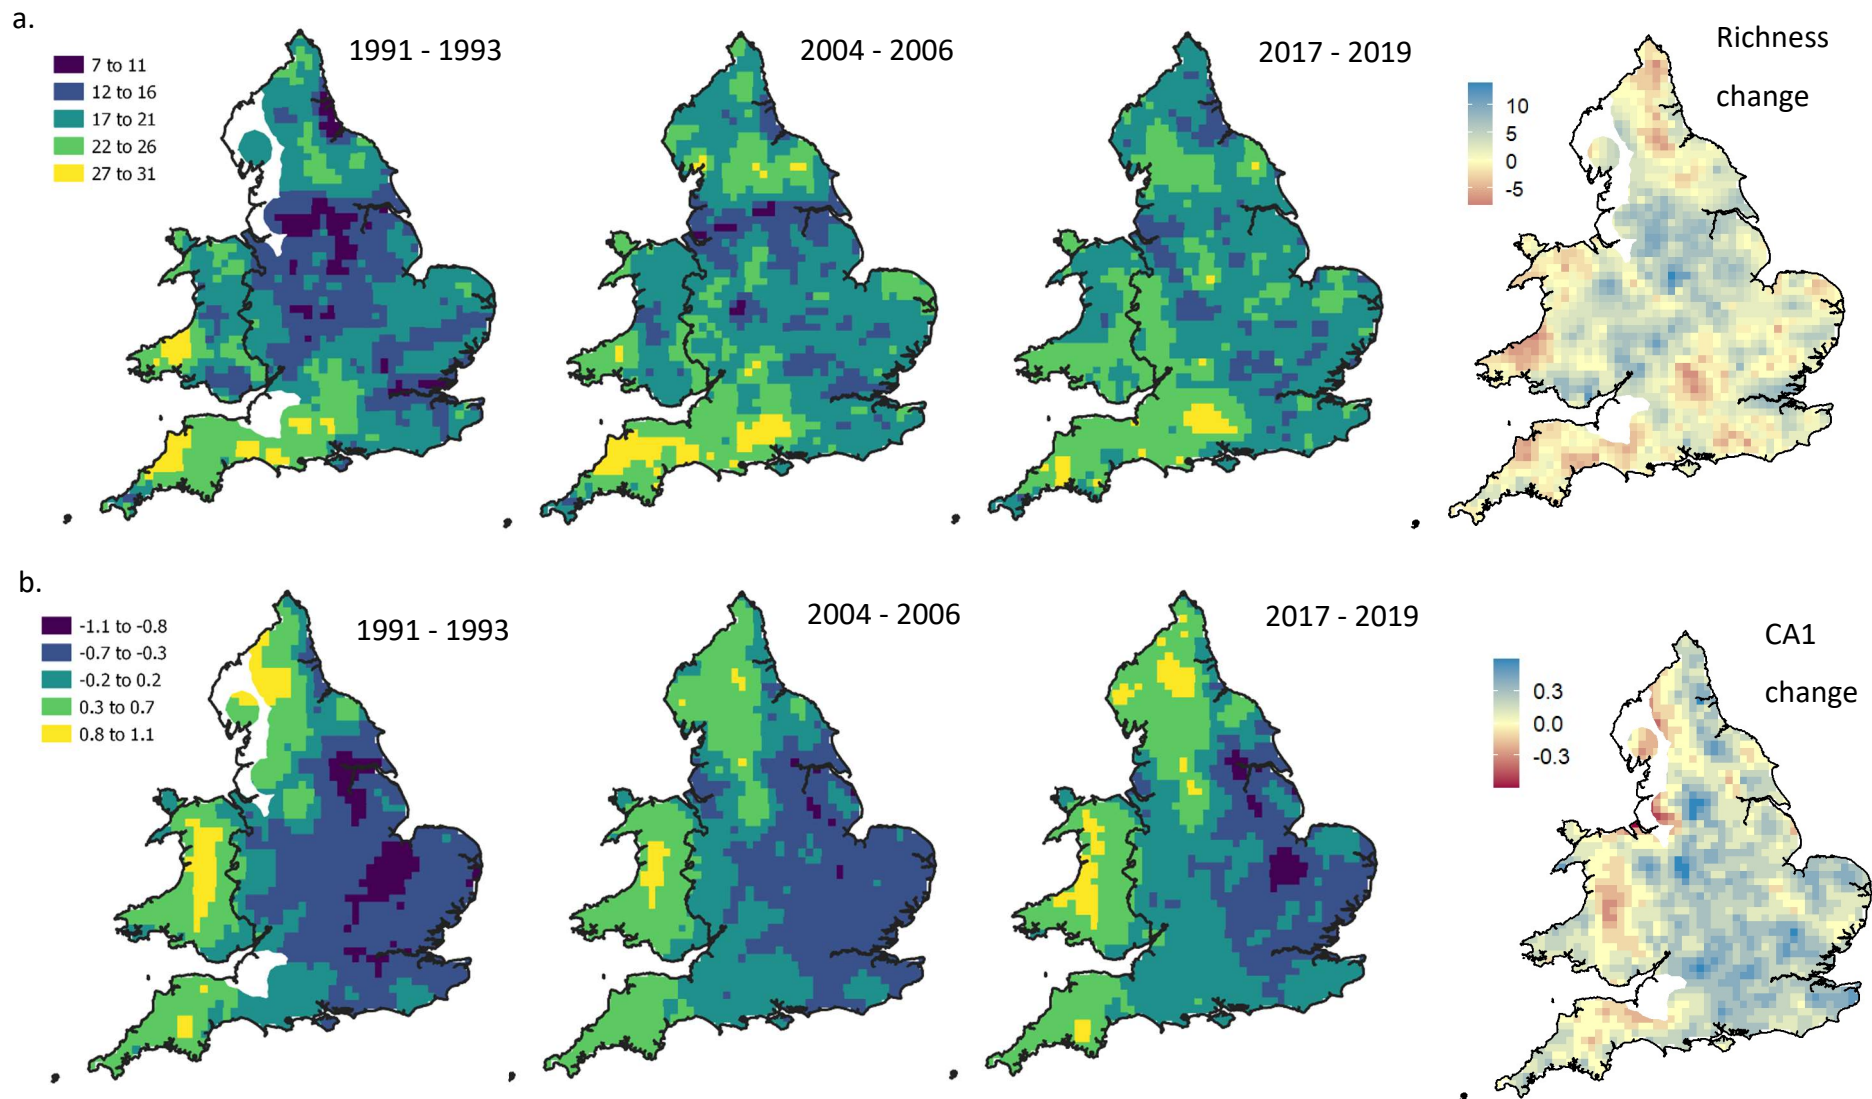 a.
1991 - 1993
2004 - 2006
2017 - 2019
Richness
change
7 to 11
12 to 16
17 to 21
22 to 26
27 to 31
10
5
0
-5
b.
1991 - 1993
2004 - 2006
2017 - 2019
CA1
change
-1.1 to -0.8
-0.7 to -0.3
-0.2 to 0.2
0.3 to 0.7
0.8 to 1.1
0.3
0.0
-0.3